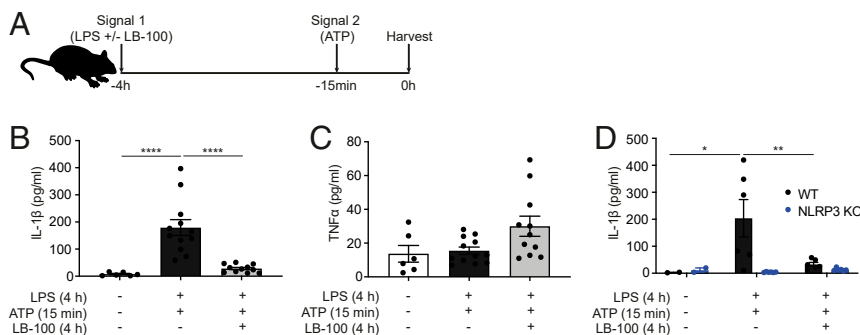 A
Signal 1
(LPS +/- LB-100)
Signal 2
(ATP)
Harvest
-4h
-15min
0h
B
****
****
IL-1β (pg/ml)
500
400
300
200
100
0
LPS (4 h) - + +
ATP (15 min) - + +
LB-100 (4 h) - - +
C
TNFα (pg/ml)
80
60
40
20
0
LPS (4 h) - + +
ATP (15 min) - + +
LB-100 (4 h) - - +
D
*
**
IL-1β (pg/ml)
500
400
300
200
100
0
WT
NLRP3 KO
LPS (4 h) - + +
ATP (15 min) - + +
LB-100 (4 h) - - +